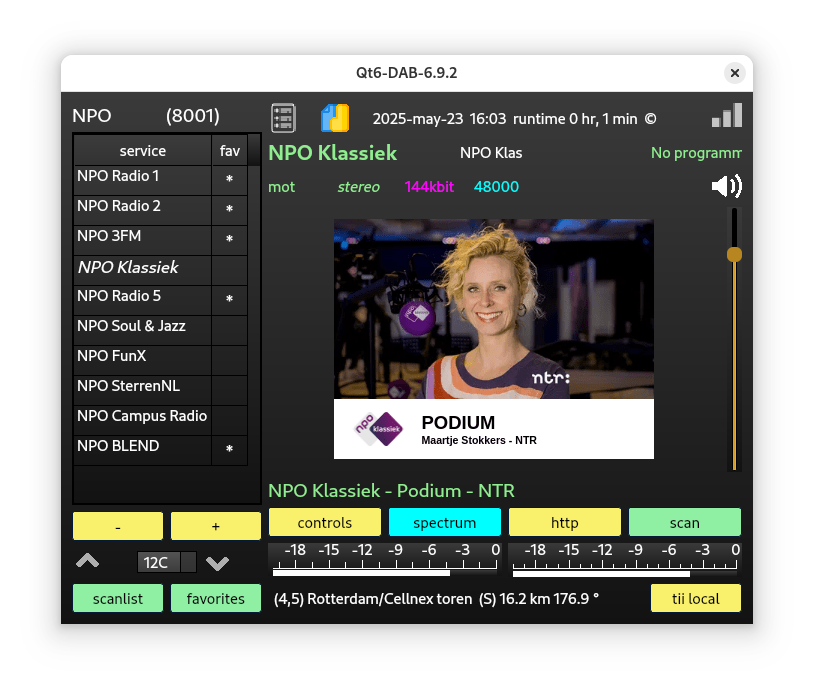 Qt6-DAB-6.9.2
NPO (8001)
2025-may-23 16:03 runtime 0 hr, 1 min ©
service fav
NPO Radio 1 *
NPO Radio 2 *
NPO 3FM *
NPO Klassiek
NPO Radio 5 *
NPO Soul & Jazz
NPO FunX
NPO SterrenNL
NPO Campus Radio
NPO BLEND *
- +
12C
scanlist favorites
NPO Klassiek NPO Klas No programm
mot stereo 144kbit 48000
ntr:
npo klassiek
PODIUM
Maartje Stokkers - NTR
NPO Klassiek - Podium - NTR
controls spectrum http scan
-18 -15 -12 -9 -6 -3 0 -18 -15 -12 -9 -6 -3 0
(4,5) Rotterdam/Cellnex toren (S) 16.2 km 176.9 ° tii local